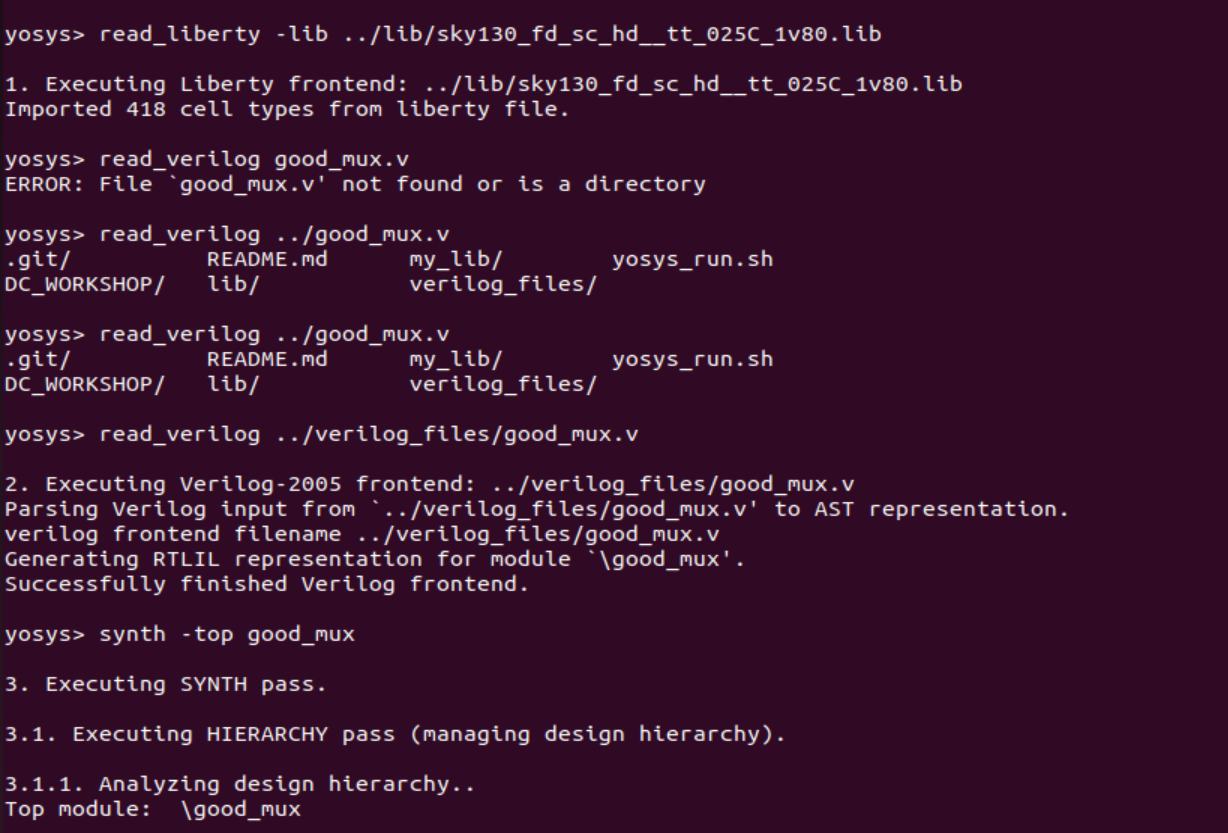 yosys> read_liberty -lib ../lib/sky130_fd_sc_hd__tt_025C_1v80.lib
1. Executing Liberty frontend: ../lib/sky130_fd_sc_hd__tt_025C_1v80.lib
Imported 418 cell types from liberty file.
yosys> read_verilog good_mux.v
ERROR: File `good_mux.v' not found or is a directory
yosys> read_verilog ../good_mux.v
.git/          README.md      my_lib/        yosys_run.sh
DC_WORKSHOP/   lib/           verilog_files/
yosys> read_verilog ../good_mux.v
.git/          README.md      my_lib/        yosys_run.sh
DC_WORKSHOP/   lib/           verilog_files/
yosys> read_verilog ../verilog_files/good_mux.v
2. Executing Verilog-2005 frontend: ../verilog_files/good_mux.v
Parsing Verilog input from `../verilog_files/good_mux.v' to AST representation.
verilog frontend filename ../verilog_files/good_mux.v
Generating RTLIL representation for module `\good_mux'.
Successfully finished Verilog frontend.
yosys> synth -top good_mux
3. Executing SYNTH pass.
3.1. Executing HIERARCHY pass (managing design hierarchy).
3.1.1. Analyzing design hierarchy..
Top module:  \good_mux